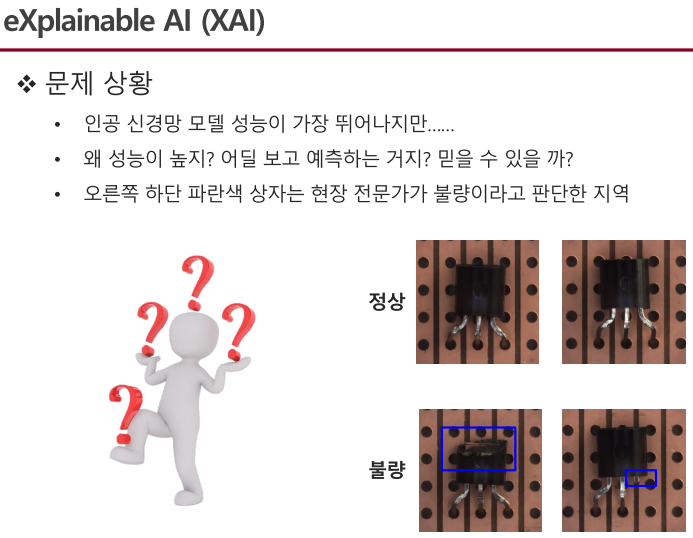 eXplainable AI (XAI)
❖ 문제 상황
• 인공 신경망 모델 성능이 가장 뛰어나지만……
• 왜 성능이 높지? 어딜 보고 예측하는 거지? 믿을 수 있을 까?
• 오른쪽 하단 파란색 상자는 현장 전문가가 불량이라고 판단한 지역
? ? ? ?
정상
불량